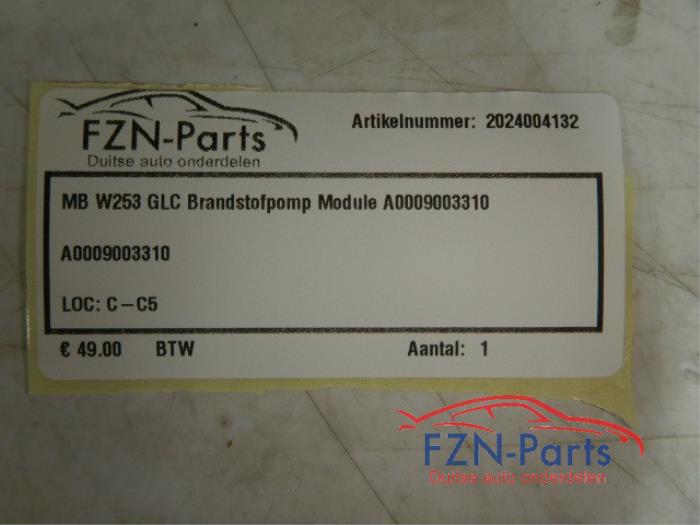 FZN-Parts
Duitse auto onderdelen
Artikelnummer: 2024004132
MB W253 GLC Brandstofpomp Module A0009003310
A0009003310
LOC: C-C5
€ 49.00 BTW Aantal: 1
FZN-Parts
Duitse auto onderdelen